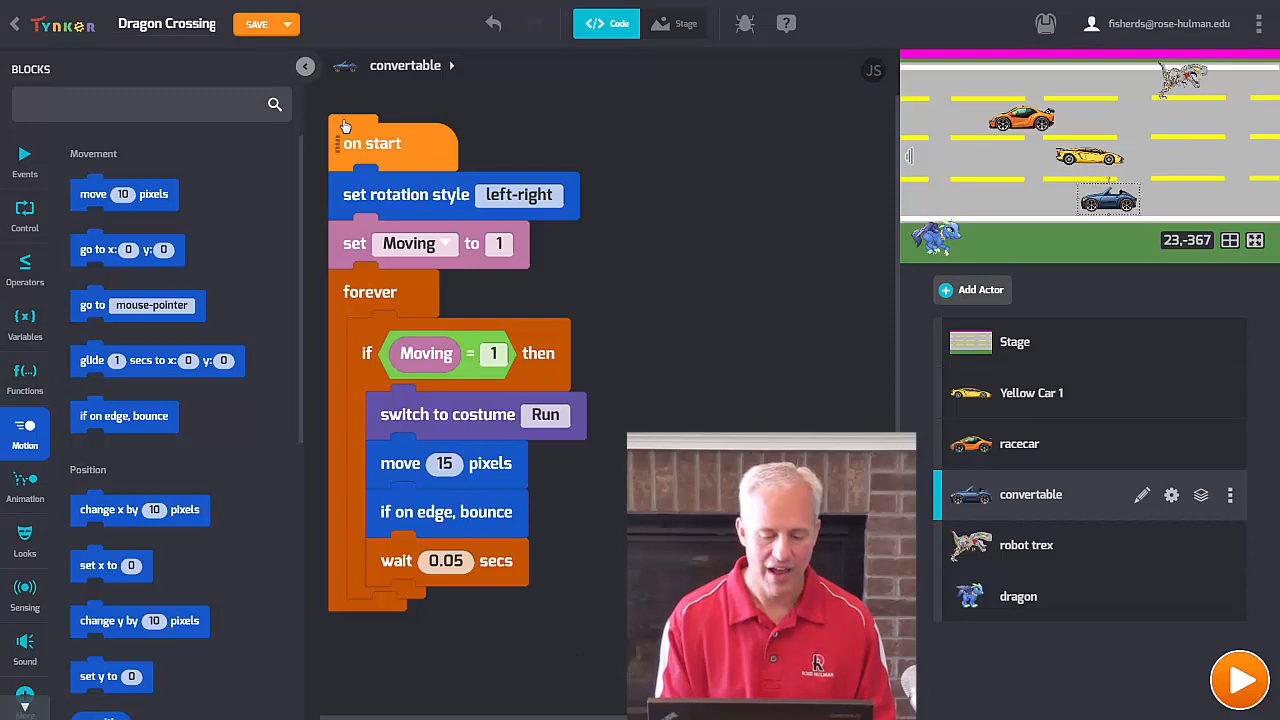 TYNKER
Dragon Crossing
SAVE
</> Code
Stage
fisherds@rose-hulman.edu
BLOCKS
convertable
JS
Events
Control
Operators
Variables
Functions
Motion
Animation
Looks
Sensing
Sound
More
Movement
move 10 pixels
go to x: 0 y: 0
go to mouse-pointer
glide 1 secs to x: 0 y: 0
if on edge, bounce
Position
change x by 10 pixels
set x to 0
change y by 10 pixels
set y to 0
on start
set rotation style left-right
set Moving to 1
forever
if Moving = 1 then
switch to costume Run
move 15 pixels
if on edge, bounce
wait 0.05 secs
R
ROSE-HULMAN
23,-367
Add Actor
Stage
Yellow Car 1
racecar
convertable
robot trex
dragon